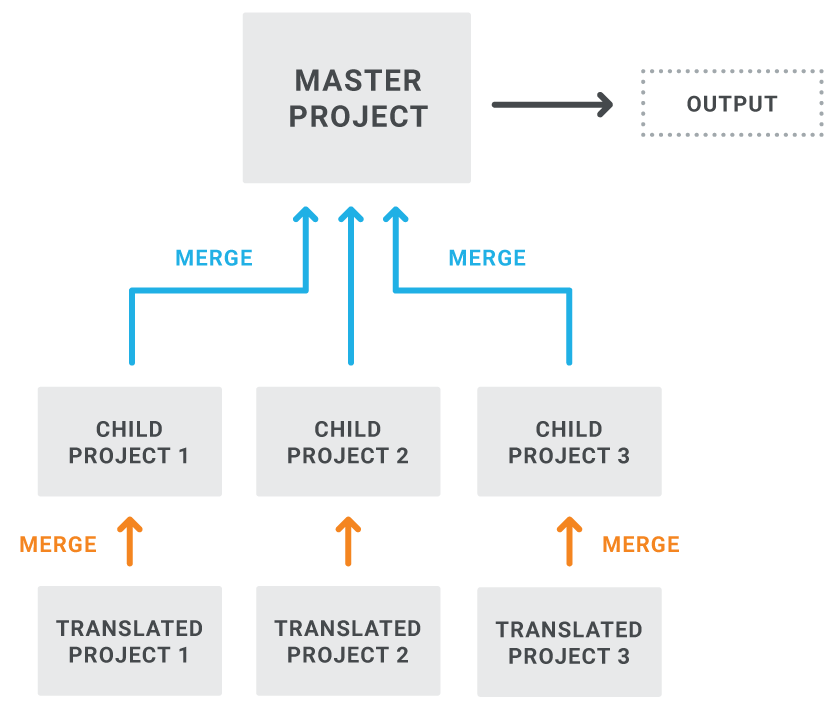 MASTER
PROJECT
OUTPUT
MERGE
MERGE
CHILD
PROJECT 1
CHILD
PROJECT 2
CHILD
PROJECT 3
MERGE
MERGE
TRANSLATED
PROJECT 1
TRANSLATED
PROJECT 2
TRANSLATED
PROJECT 3